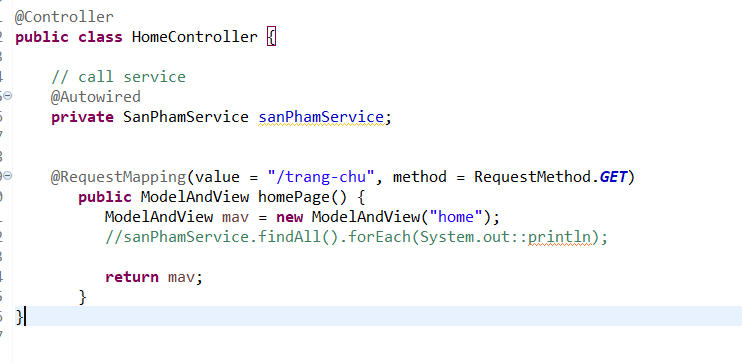 @Controller
public class HomeController {
// call service
@Autowired
private SanPhamService sanPhamService;
@RequestMapping(value = "/trang-chu", method = RequestMethod.GET)
public ModelAndView homePage() {
ModelAndView mav = new ModelAndView("home");
//sanPhamService.findAll().forEach(System.out::println);
return mav;
}
}